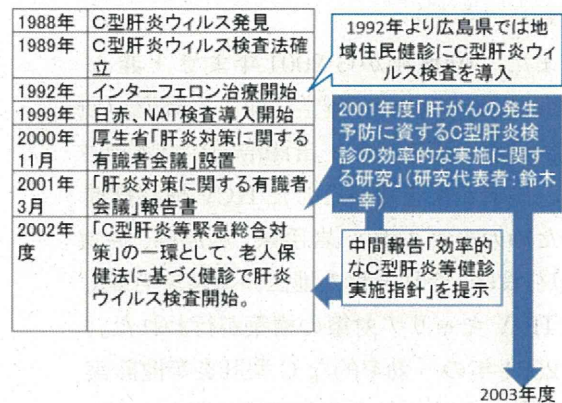 1988年 C型肝炎ウィルス発見
1989年 C型肝炎ウィルス検査法確
立
1992年 インターフェロン治療開始
1999年 日赤、NAT検査導入開始
2000年 厚生省「肝炎対策に関する
11月 有識者会議」設置
2001年 「肝炎対策に関する有識者
3月 会議」報告書
2002年 「C型肝炎等緊急総合対
度 策」の一環として、老人保
健法に基づく健診で肝炎
ウイルス検査開始。
1992年より広島県では地
域住民健診にC型肝炎ウィ
ルス検査を導入
2001年度「肝がんの発生
予防に資するC型肝炎検
診の効率的な実施に関す
る研究」(研究代表者:鈴木
一幸)
中間報告「効率的
なC型肝炎等健診
実施指針」を提示
2003年度